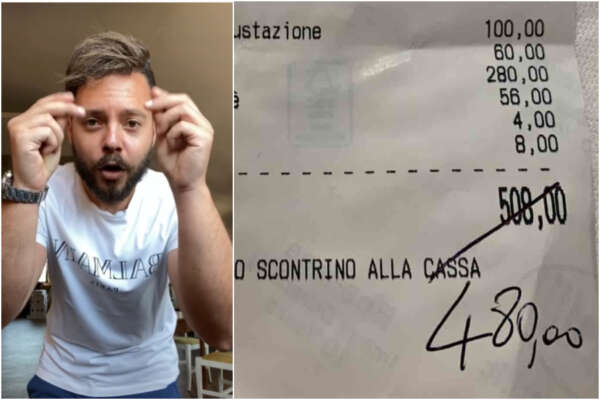 BALMAIN
PARIS
ustazione 100,00
60,00
280,00
è 56,00
4,00
8,00
508,00
O SCONTRINO ALLA CASSA
480,00